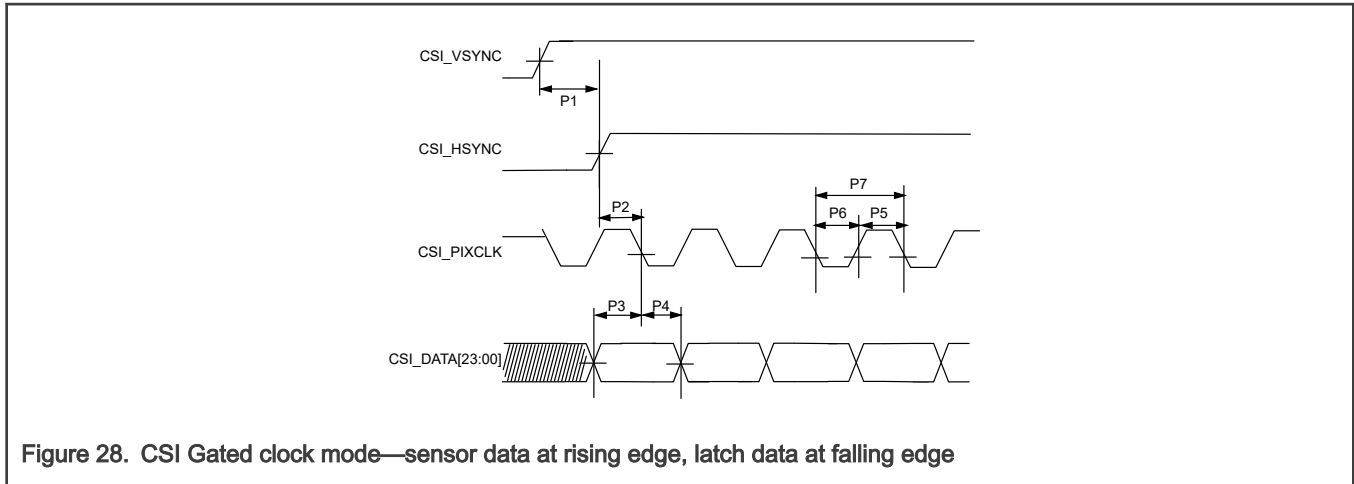 CSI_VSYNC
P1
CSI_HSYNC
P7
P2
P6
P5
CSI_PIXCLK
P3
P4
CSI_DATA[23:00]
Figure 28. CSI Gated clock mode—sensor data at rising edge, latch data at falling edge